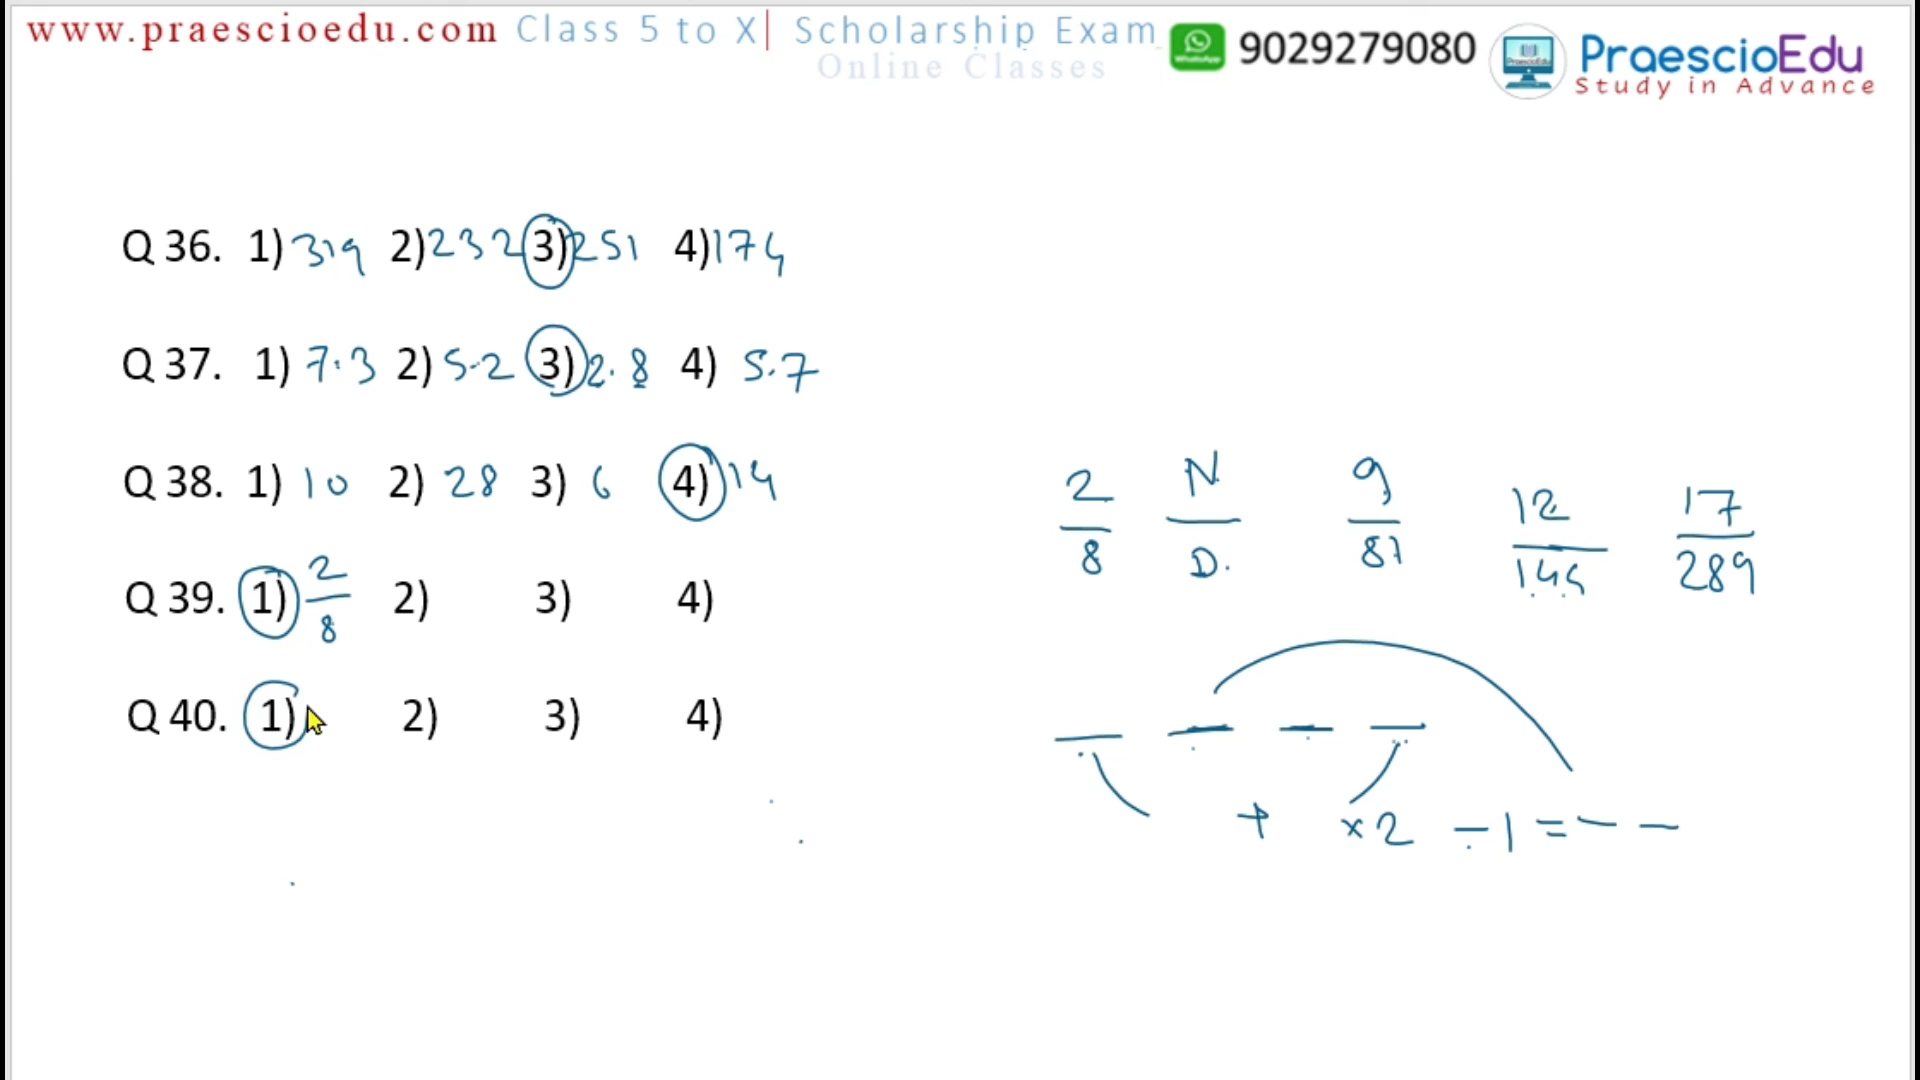 www.praescioedu.com Class 5 to X| Scholarship Exam
Online Classes
WhatsApp
9029279080
PraescioEdu
PraescioEdu
Study in Advance
Q 36. 1) 319 2) 232 3) 251 4) 174
Q 37. 1) 7.3 2) 5.2 3) 2.8 4) 5.7
Q 38. 1) 10 2) 28 3) 6 4) 14
Q 39. 1) 2/8 2) 3) 4)
Q 40. 1) 2) 3) 4)
2 N. 9 12 17
8 D. 81 144 289
+ ×2 -1 = - -